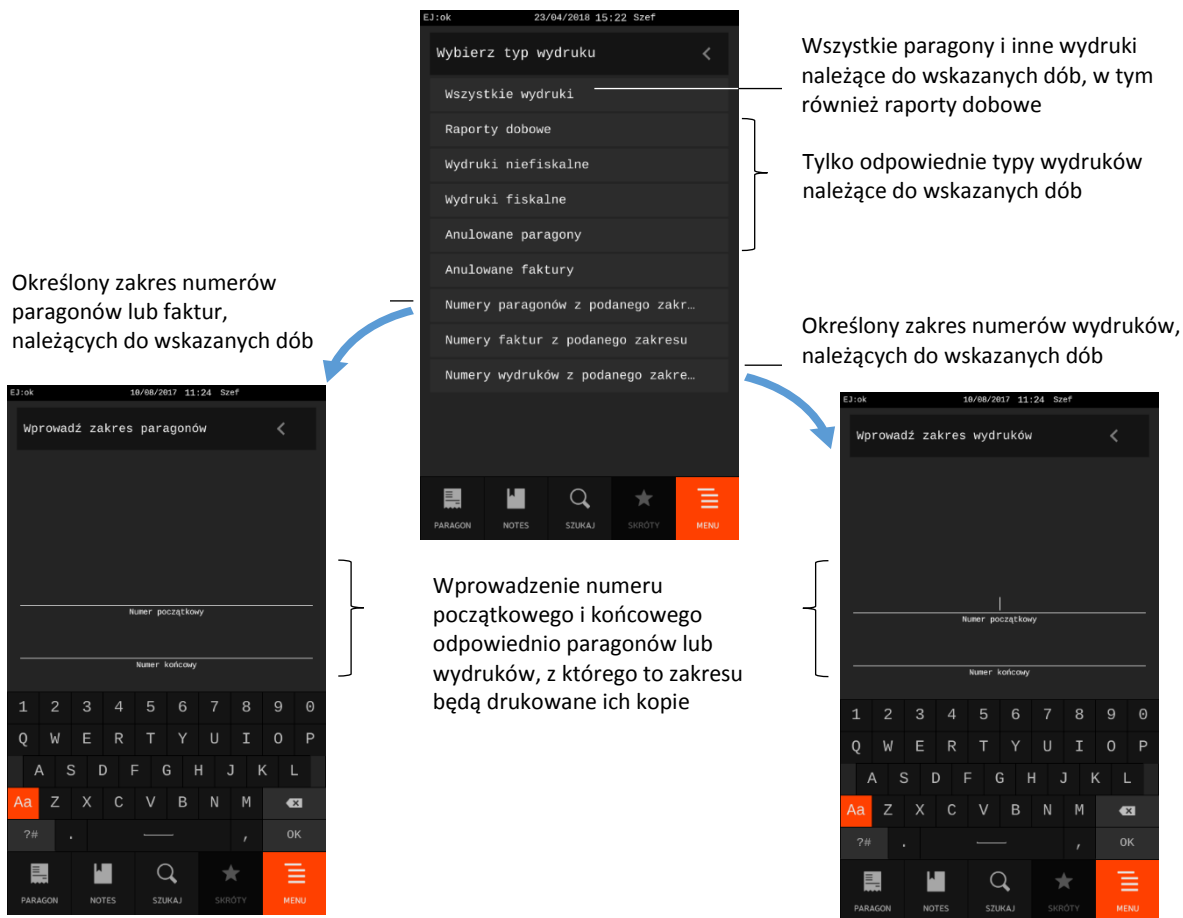 EJ:ok 23/04/2018 15:22 Szef
Wybierz typ wydruku
Wszystkie wydruki
Raporty dobowe
Wydruki niefiskalne
Wydruki fiskalne
Anulowane paragony
Anulowane faktury
Numery paragonów z podanego zakr…
Numery faktur z podanego zakresu
Numery wydruków z podanego zakre…
PARAGON NOTES SZUKAJ SKRÓTY MENU
Wszystkie paragony i inne wydruki
należące do wskazanych dób, w tym
również raporty dobowe
Tylko odpowiednie typy wydruków
należące do wskazanych dób
Określony zakres numerów
paragonów lub faktur,
należących do wskazanych dób
Określony zakres numerów wydruków,
należących do wskazanych dób
EJ:ok 10/08/2017 11:24 Szef
Wprowadź zakres paragonów
Numer początkowy
Numer końcowy
1 2 3 4 5 6 7 8 9 0
Q W E R T Y U I O P
A S D F G H J K L
Aa Z X C V B N M
?# . , OK
PARAGON NOTES SZUKAJ SKRÓTY MENU
Wprowadzenie numeru
początkowego i końcowego
odpowiednio paragonów lub
wydruków, z którego to zakresu
będą drukowane ich kopie
EJ:ok 10/08/2017 11:24 Szef
Wprowadź zakres wydruków
Numer początkowy
Numer końcowy
1 2 3 4 5 6 7 8 9 0
Q W E R T Y U I O P
A S D F G H J K L
Aa Z X C V B N M
?# . , OK
PARAGON NOTES SZUKAJ SKRÓTY MENU